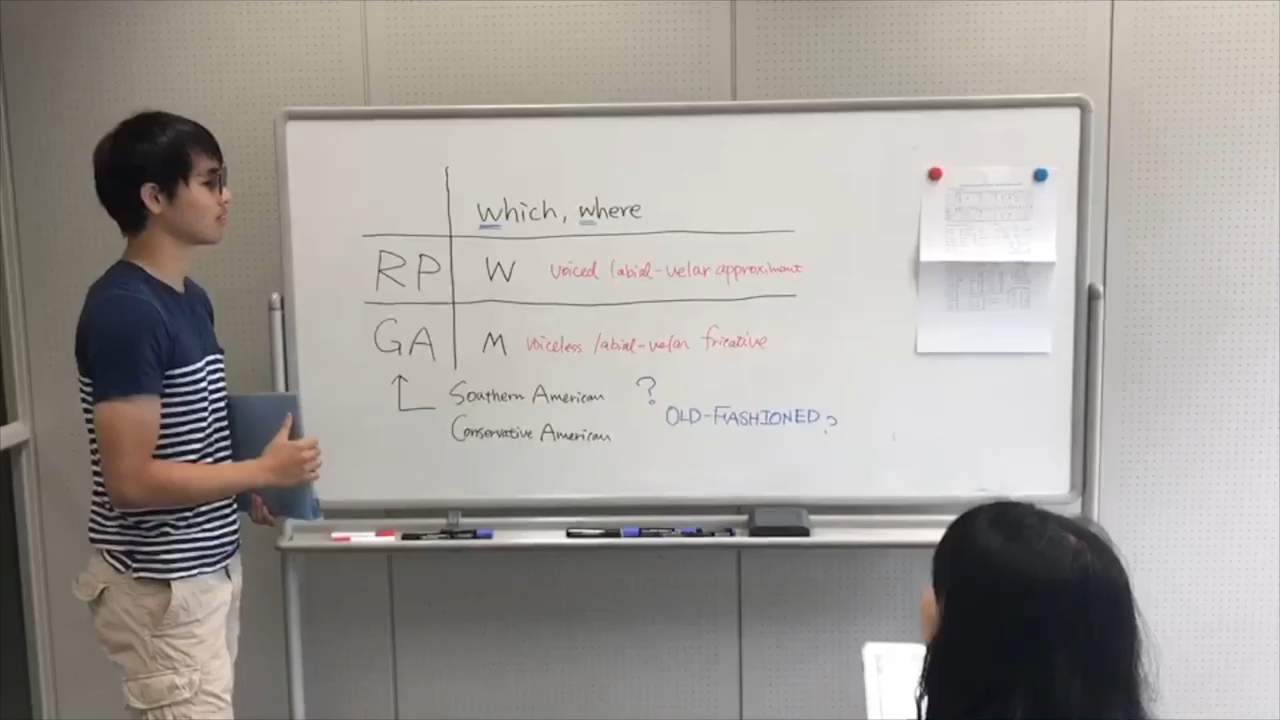 which, where
RP W voiced labial-velar approximant
GA ʍ voiceless labial-velar fricative
Southern American ?
OLD-FASHIONED?
Conservative American